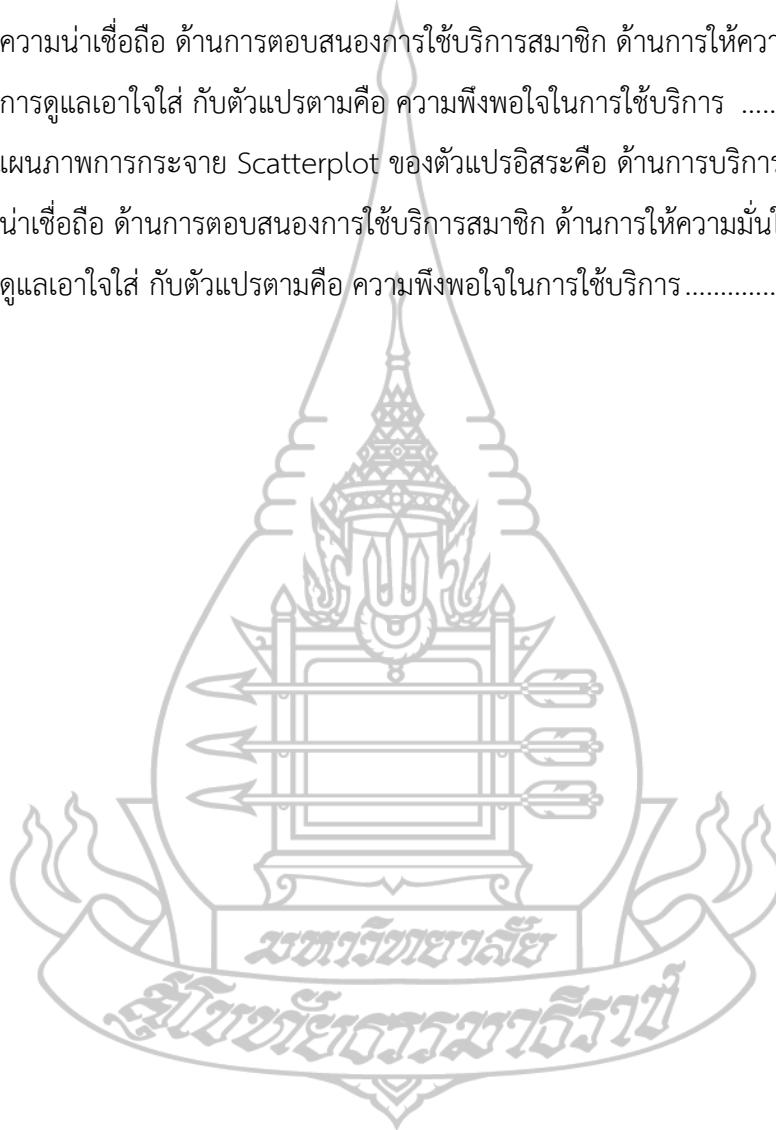 ความน่าเชื่อถือ ด้านการตอบสนองการใช้บริการสมาชิก ด้านการให้ควา
การดูแลเอาใจใส่ กับตัวแปรตามคือ ความพึงพอใจในการใช้บริการ .....
แผนภาพการกระจาย Scatterplot ของตัวแปรอิสระคือ ด้านการบริการ
น่าเชื่อถือ ด้านการตอบสนองการใช้บริการสมาชิก ด้านการให้ความมั่นใ
ดูแลเอาใจใส่ กับตัวแปรตามคือ ความพึงพอใจในการใช้บริการ.............
มหาวิทยาลัย
สุโขทัยธรรมาธิราช